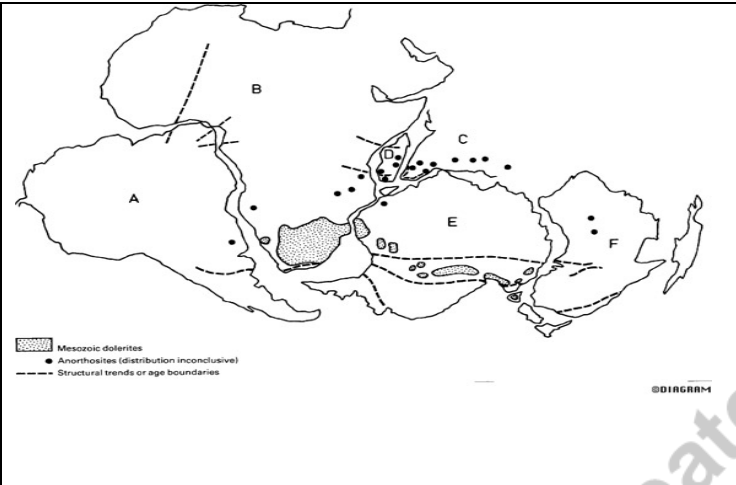 B
C
D
A
E
F
Mesozoic dolerites
Anorthosites (distribution inconclusive)
Structural trends or age boundaries
©DIAGRAM